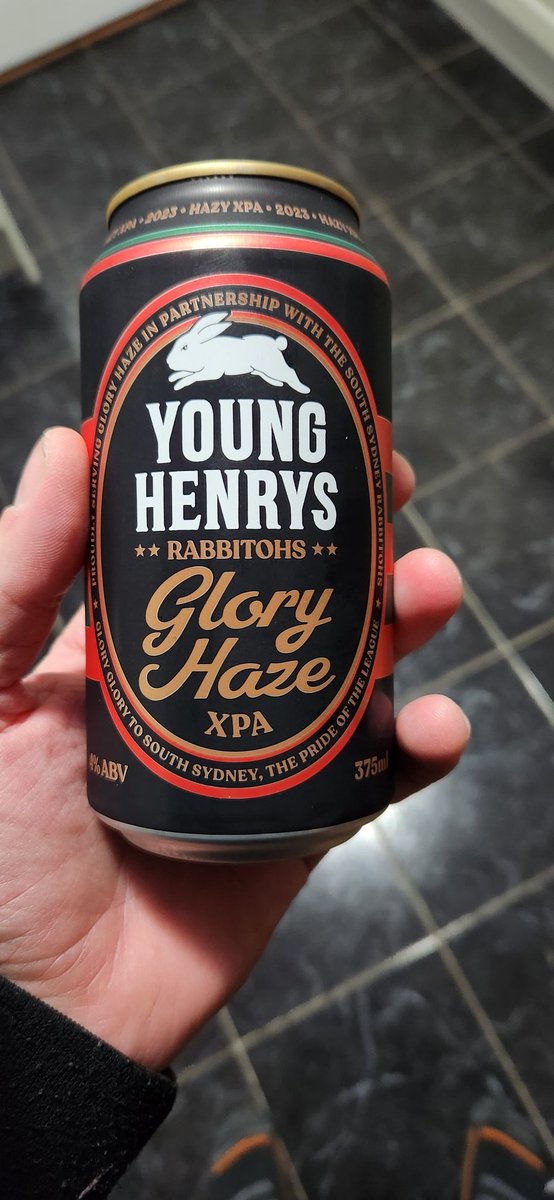 2023 • HAZY XPA • 2023 • HAZY
PROUDLY SERVING GLORY HAZE IN PARTNERSHIP WITH THE SOUTH SYDNEY RABBITOHS
YOUNG
HENRYS
★★ RABBITOHS ★★
Glory
Haze
XPA
★ GLORY GLORY TO SOUTH SYDNEY, THE PRIDE OF THE LEAGUE ★
4% ABV
375ml